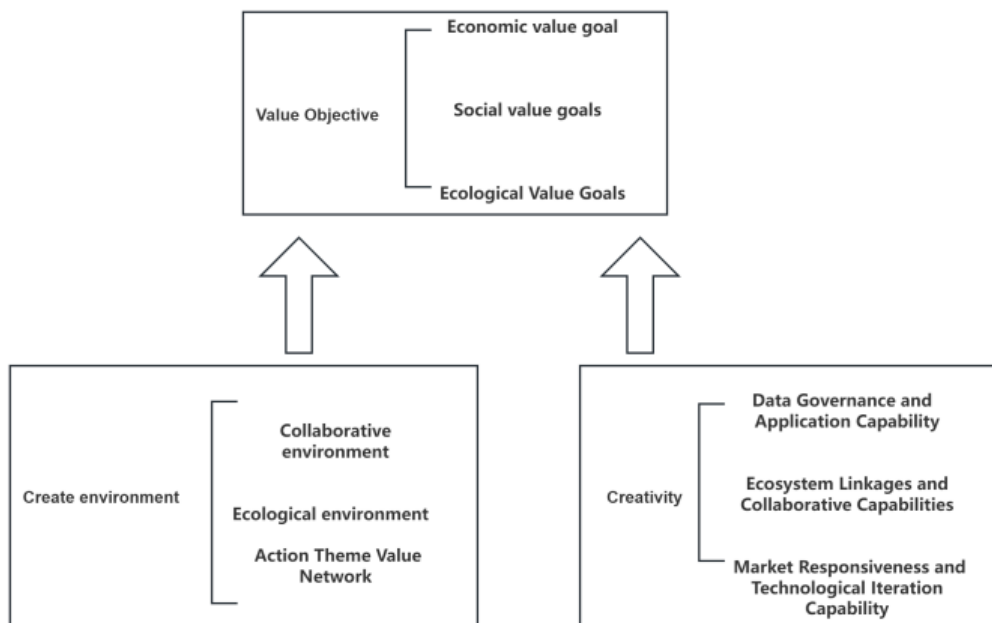 Economic value goal
Value Objective
Social value goals
Ecological Value Goals
Create environment
Collaborative
environment
Ecological environment
Action Theme Value
Network
Creativity
Data Governance and
Application Capability
Ecosystem Linkages and
Collaborative Capabilities
Market Responsiveness and
Technological Iteration
Capability